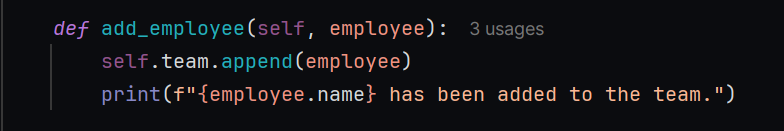 def add_employee(self, employee): 3 usages
self.team.append(employee)
print(f"{employee.name} has been added to the team.")